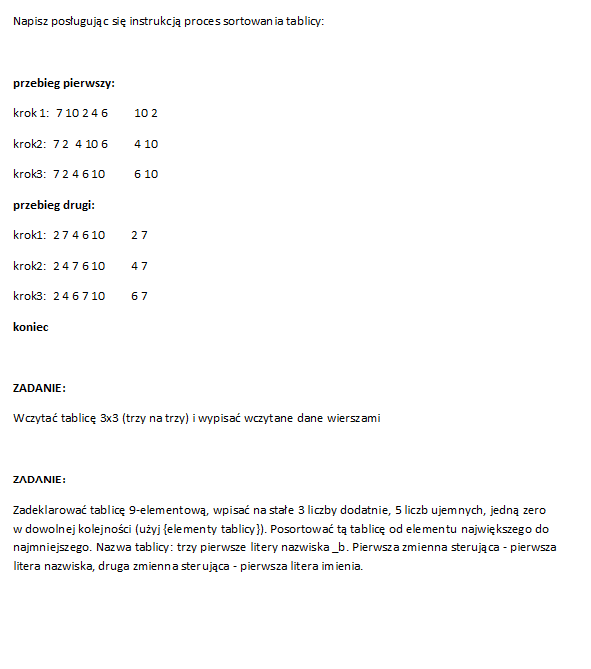 Napisz posługując się instrukcją proces sortowania tablicy:
przebieg pierwszy:
krok 1: 7 10 2 4 6 10 2
krok2: 7 2 4 10 6 4 10
krok3: 7 2 4 6 10 6 10
przebieg drugi:
krok1: 2 7 4 6 10 2 7
krok2: 2 4 7 6 10 4 7
krok3: 2 4 6 7 10 6 7
koniec
ZADANIE:
Wczytać tablicę 3x3 (trzy na trzy) i wypisać wczytane dane wierszami
ZADANIE:
Zadeklarować tablicę 9-elementową, wpisać na stałe 3 liczby dodatnie, 5 liczb ujemnych, jedną zero
w dowolnej kolejności (użyj {elementy tablicy}). Posortować tą tablicę od elementu największego do
najmniejszego. Nazwa tablicy: trzy pierwsze litery nazwiska _b. Pierwsza zmienna sterująca - pierwsza
litera nazwiska, druga zmienna sterująca - pierwsza litera imienia.